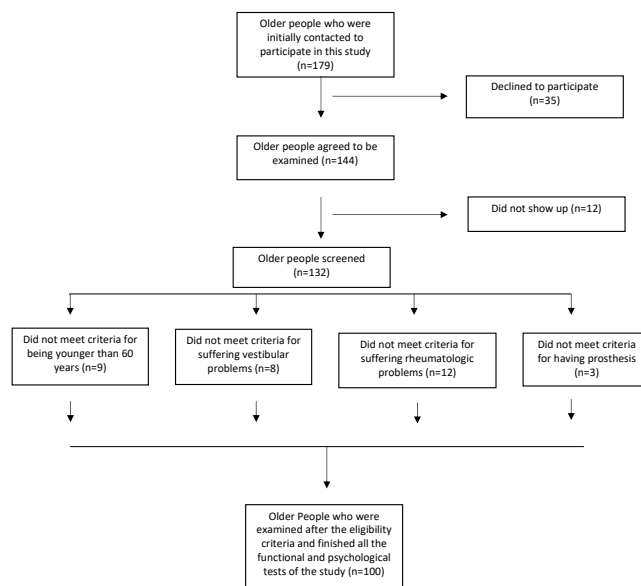 Older people who were
initially contacted to
participate in this study
(n=179)
Declined to participate
(n=35)
Older people agreed to be
examined (n=144)
Did not show up (n=12)
Older people screened
(n=132)
Did not meet criteria for
being younger than 60
years (n=9)
Did not meet criteria for
suffering vestibular
problems (n=8)
Did not meet criteria for
suffering rheumatologic
problems (n=12)
Did not meet criteria
for having prosthesis
(n=3)
Older People who were
examined after the eligibility
criteria and finished all the
functional and psychological
tests of the study (n=100)